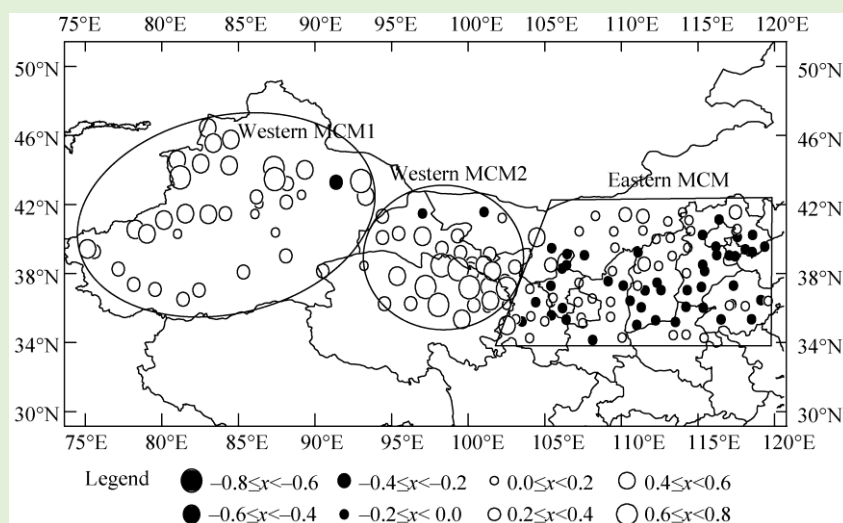 75°E 80°E 85°E 90°E 95°E 100°E 105°E 110°E 115°E 120°E
50°N 50°N
46°N Western MCM1 46°N
Western MCM2 Eastern MCM
42°N 42°N
38°N 38°N
34°N 34°N
30°N 30°N
75°E 80°E 85°E 90°E 95°E 100°E 105°E 110°E 115°E 120°E
Legend −0.8≤x<−0.6 −0.4≤x<−0.2 0.0≤x<0.2 0.4≤x<0.6
−0.6≤x<−0.4 −0.2≤x< 0.0 0.2≤x<0.4 0.6≤x<0.8